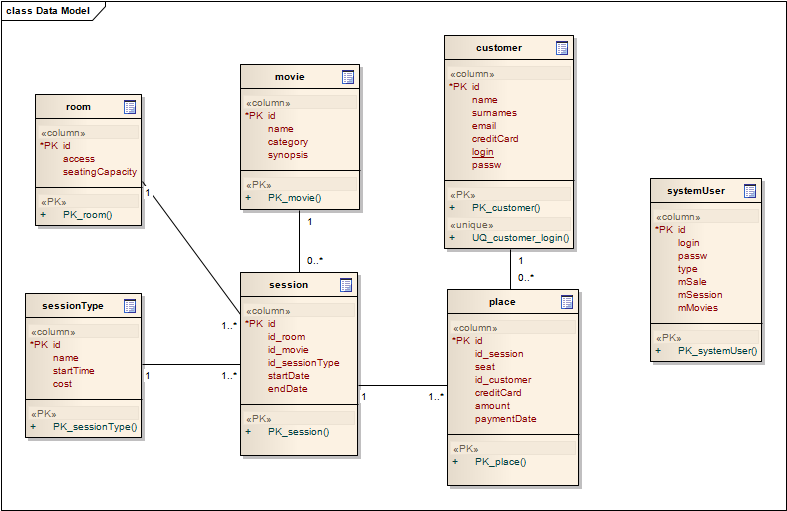 class Data Model
room
«column»
*PK id
access
seatingCapacity
«PK»
+ PK_room()
movie
«column»
*PK id
name
category
synopsis
«PK»
+ PK_movie()
customer
«column»
*PK id
name
surnames
email
creditCard
login
passw
«PK»
+ PK_customer()
«unique»
+ UQ_customer_login()
systemUser
«column»
*PK id
login
passw
type
mSale
mSession
mMovies
«PK»
+ PK_systemUser()
1
1..*
1
0..*
1
0..*
sessionType
«column»
*PK id
name
startTime
cost
«PK»
+ PK_sessionType()
1
1..*
session
«column»
*PK id
id_room
id_movie
id_sessionType
startDate
endDate
«PK»
+ PK_session()
1
1..*
place
«column»
*PK id
id_session
seat
id_customer
creditCard
amount
paymentDate
«PK»
+ PK_place()